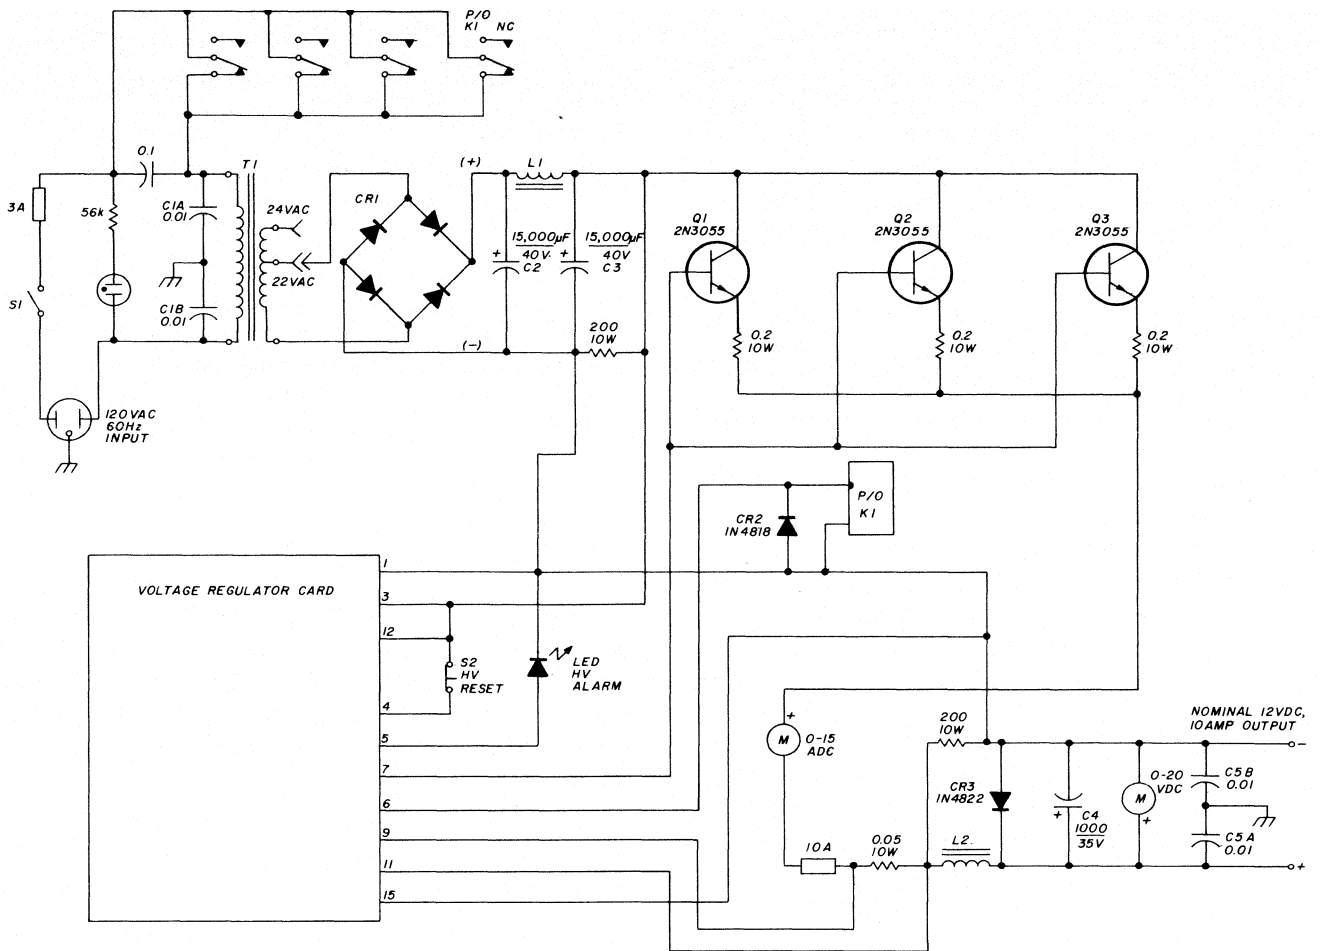 P/O
K1 NC
0.1
T1
(+)
L1
3A
56k
C1A
0.01
24VAC
CR1
15,000µF
40V
C2
15,000µF
40V
C3
Q1
2N3055
Q2
2N3055
Q3
2N3055
S1
C1B
0.01
22VAC
(-)
200
10W
0.2
10W
0.2
10W
0.2
10W
120VAC
60Hz
INPUT
P/O
K1
CR2
1N4818
VOLTAGE REGULATOR CARD
1
3
12
S2
HV
RESET
LED
HV
ALARM
4
5
7
6
9
11
15
+
M
0-15
ADC
200
10W
NOMINAL 12VDC,
10AMP OUTPUT
-
CR3
1N4822
C4
1000
35V
+
0-20
VDC
M
+
C5B
0.01
C5A
0.01
10A
0.05
10W
L2.
+